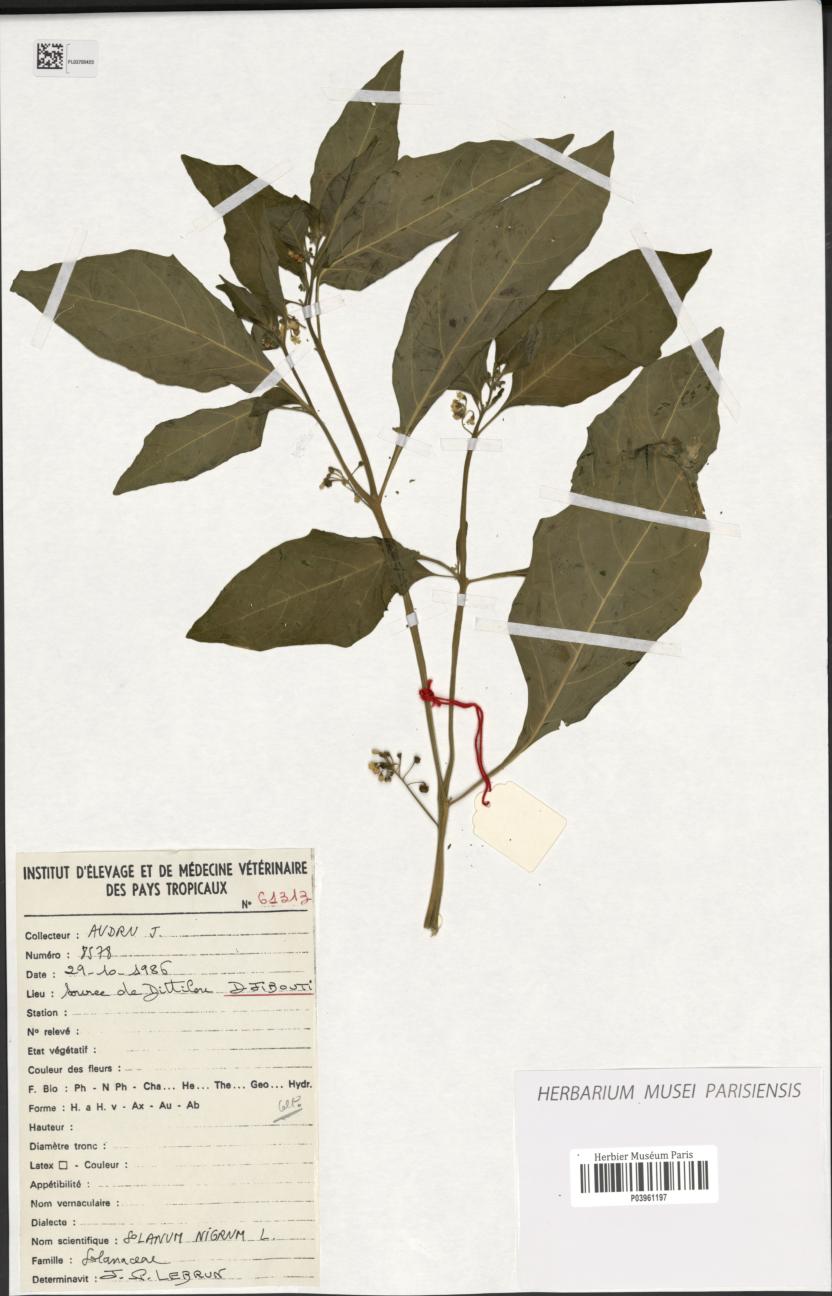 PL03789423
INSTITUT D'ÉLEVAGE ET DE MÉDECINE VÉTÉRINAIRE
DES PAYS TROPICAUX
N° 61313
Collecteur : AUDRU J.
Numéro : 7578
Date : 29-10-1986
Lieu : source de Dittilou DJIBOUTI
Station :
N° relevé :
Etat végétatif :
Couleur des fleurs :
F. Bio : Ph - N Ph - Cha... He... The... Geo... Hydr.
Forme : H. a H. v - Ax - Au - Ab
Hauteur :
Diamètre tronc :
Latex □ - Couleur :
Appétibilité :
Nom vernaculaire :
Dialecte :
Nom scientifique : SOLANUM NIGRUM L.
Famille : Solanaceae
Determinavit : J. P. LEBRUN
HERBARIUM MUSEI PARISIENSIS
Herbier Muséum Paris
P03961197